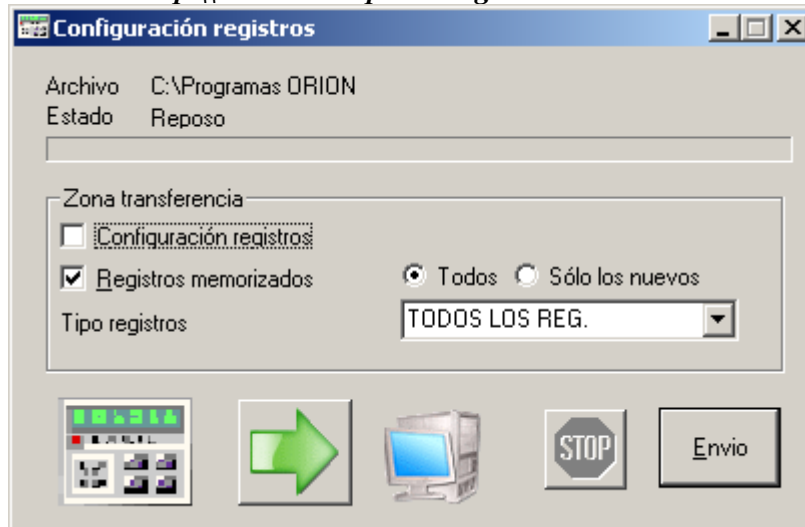 Configuración registros
Archivo C:\Programas ORION
Estado Reposo
Zona transferencia
Configuración registros
Registros memorizados Todos Sólo los nuevos
Tipo registros TODOS LOS REG.
STOP Envio